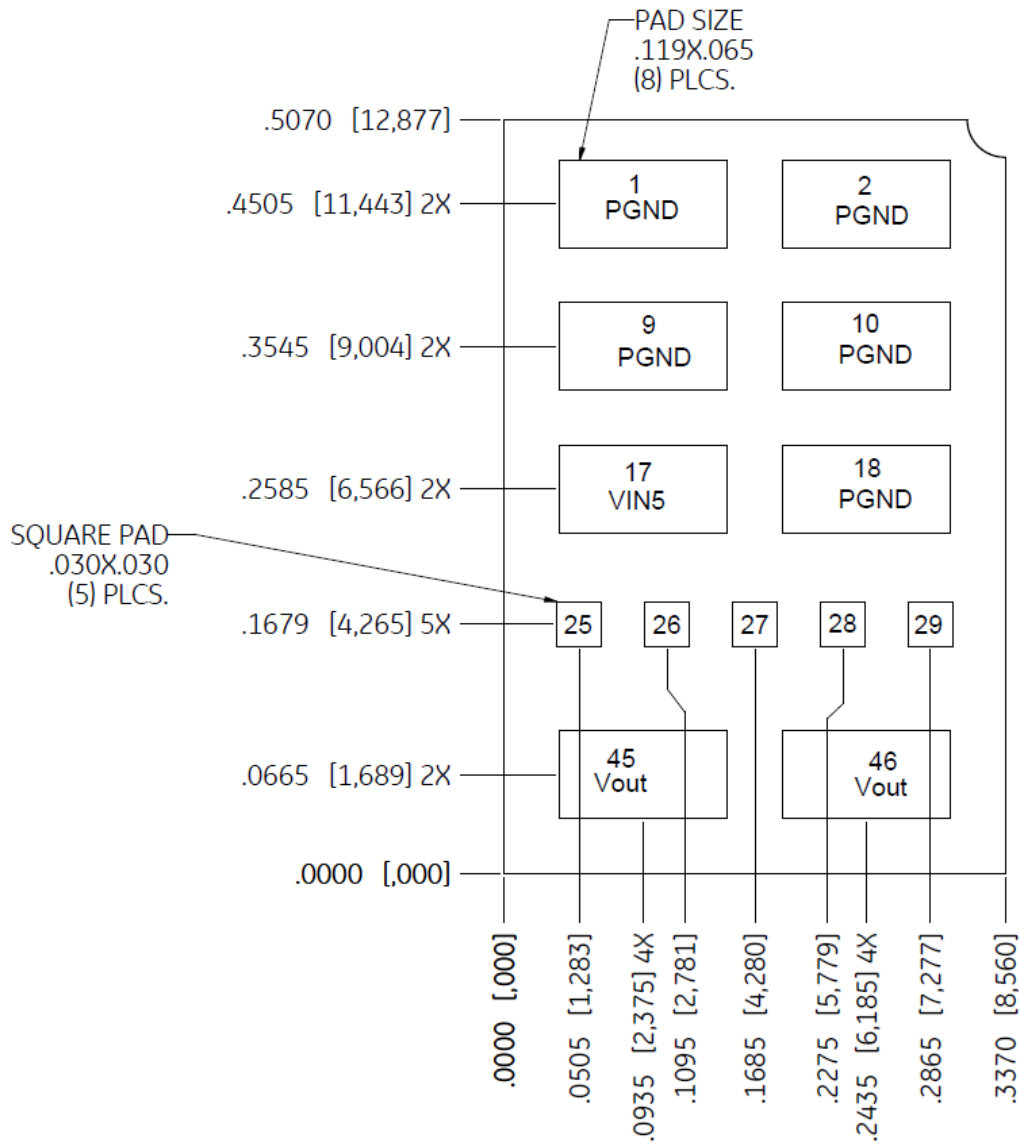 PAD SIZE
.119X.065
(8) PLCS.
.5070 [12,877]
.4505 [11,443] 2X
1
PGND
2
PGND
.3545 [9,004] 2X
9
PGND
10
PGND
.2585 [6,566] 2X
17
VIN5
18
PGND
SQUARE PAD
.030X.030
(5) PLCS.
.1679 [4,265] 5X
25
26
27
28
29
.0665 [1,689] 2X
45
Vout
46
Vout
.0000 [,000]
.0000 [,000]
.0505 [1,283]
.0935 [2,375] 4X
.1095 [2,781]
.1685 [4,280]
.2275 [5,779]
.2435 [6,185] 4X
.2865 [7,277]
.3370 [8,560]